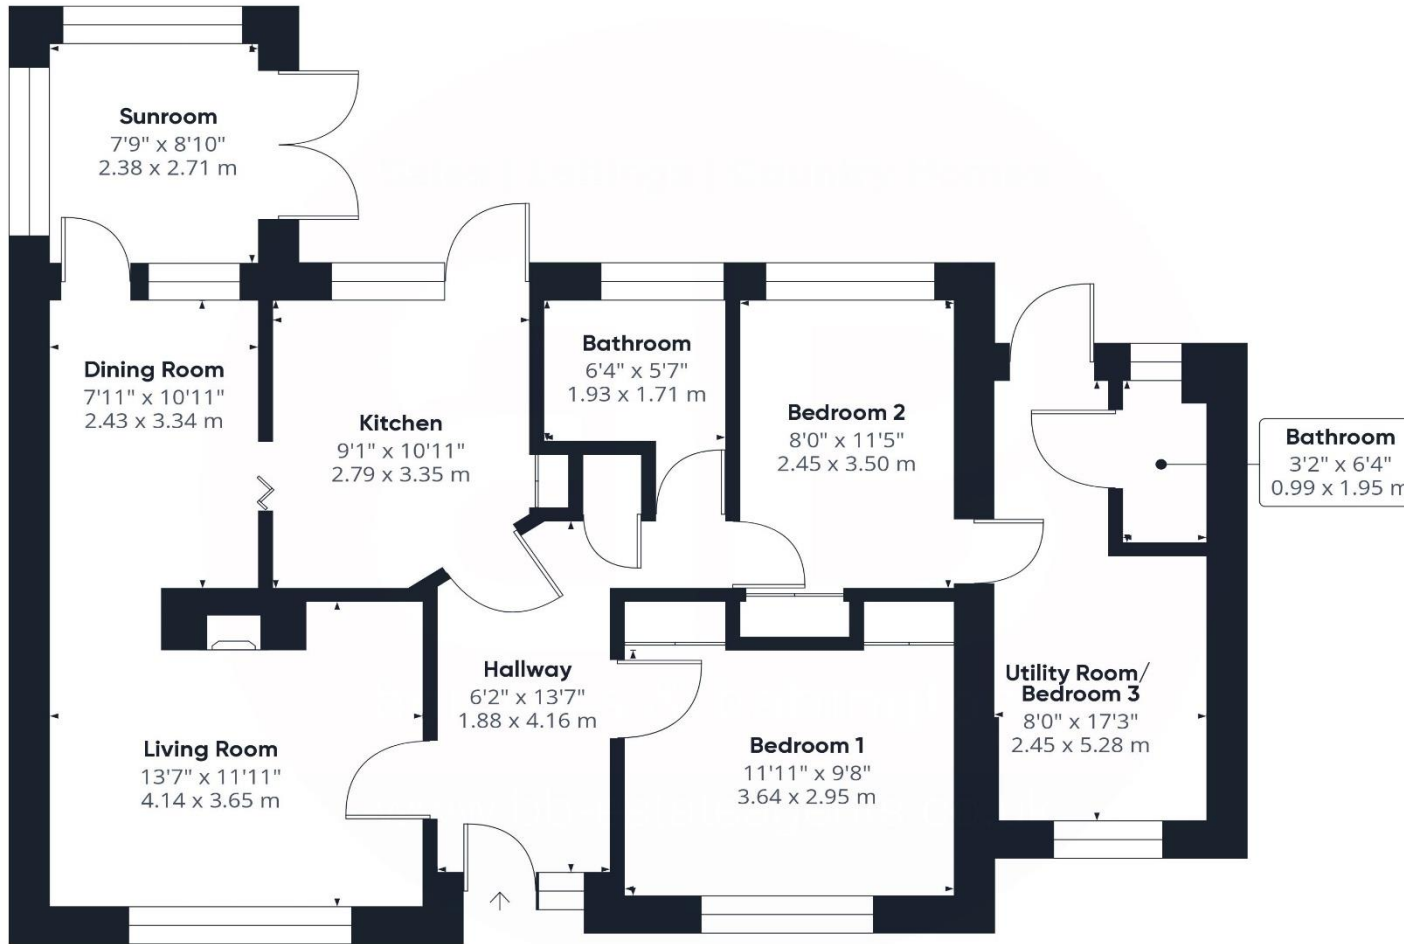 Sunroom
7'9" x 8'10"
2.38 x 2.71 m
Dining Room
7'11" x 10'11"
2.43 x 3.34 m
Kitchen
9'1" x 10'11"
2.79 x 3.35 m
Bathroom
6'4" x 5'7"
1.93 x 1.71 m
Bedroom 2
8'0" x 11'5"
2.45 x 3.50 m
Bathroom
3'2" x 6'4"
0.99 x 1.95 m
Hallway
6'2" x 13'7"
1.88 x 4.16 m
Utility Room/
Bedroom 3
8'0" x 17'3"
2.45 x 5.28 m
Living Room
13'7" x 11'11"
4.14 x 3.65 m
Bedroom 1
11'11" x 9'8"
3.64 x 2.95 m